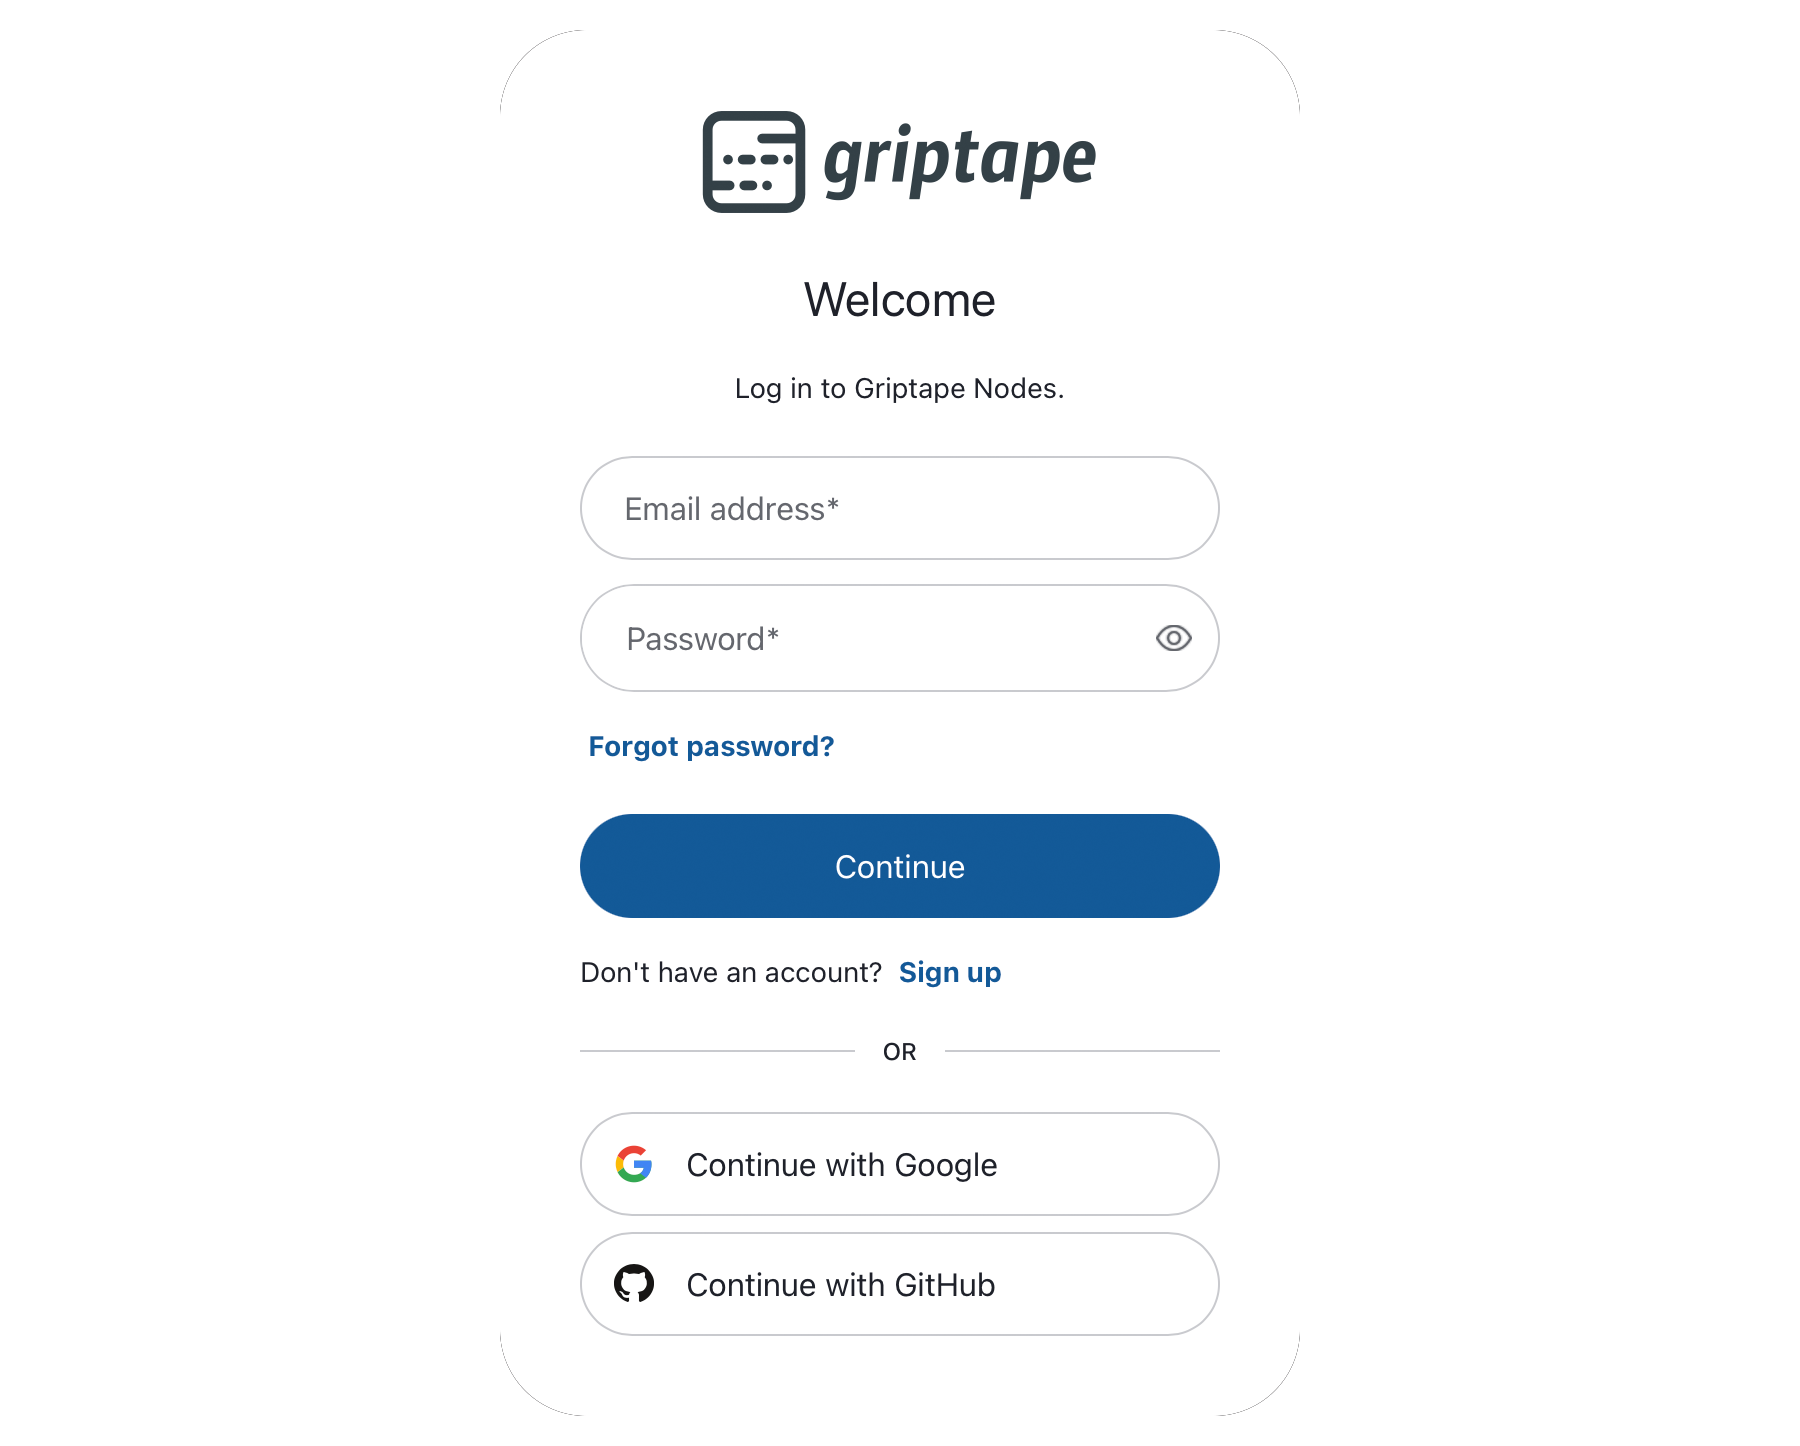 griptape
Welcome
Log in to Griptape Nodes.
Email address*
Password*
Forgot password?
Continue
Don't have an account? Sign up
OR
Continue with Google
Continue with GitHub